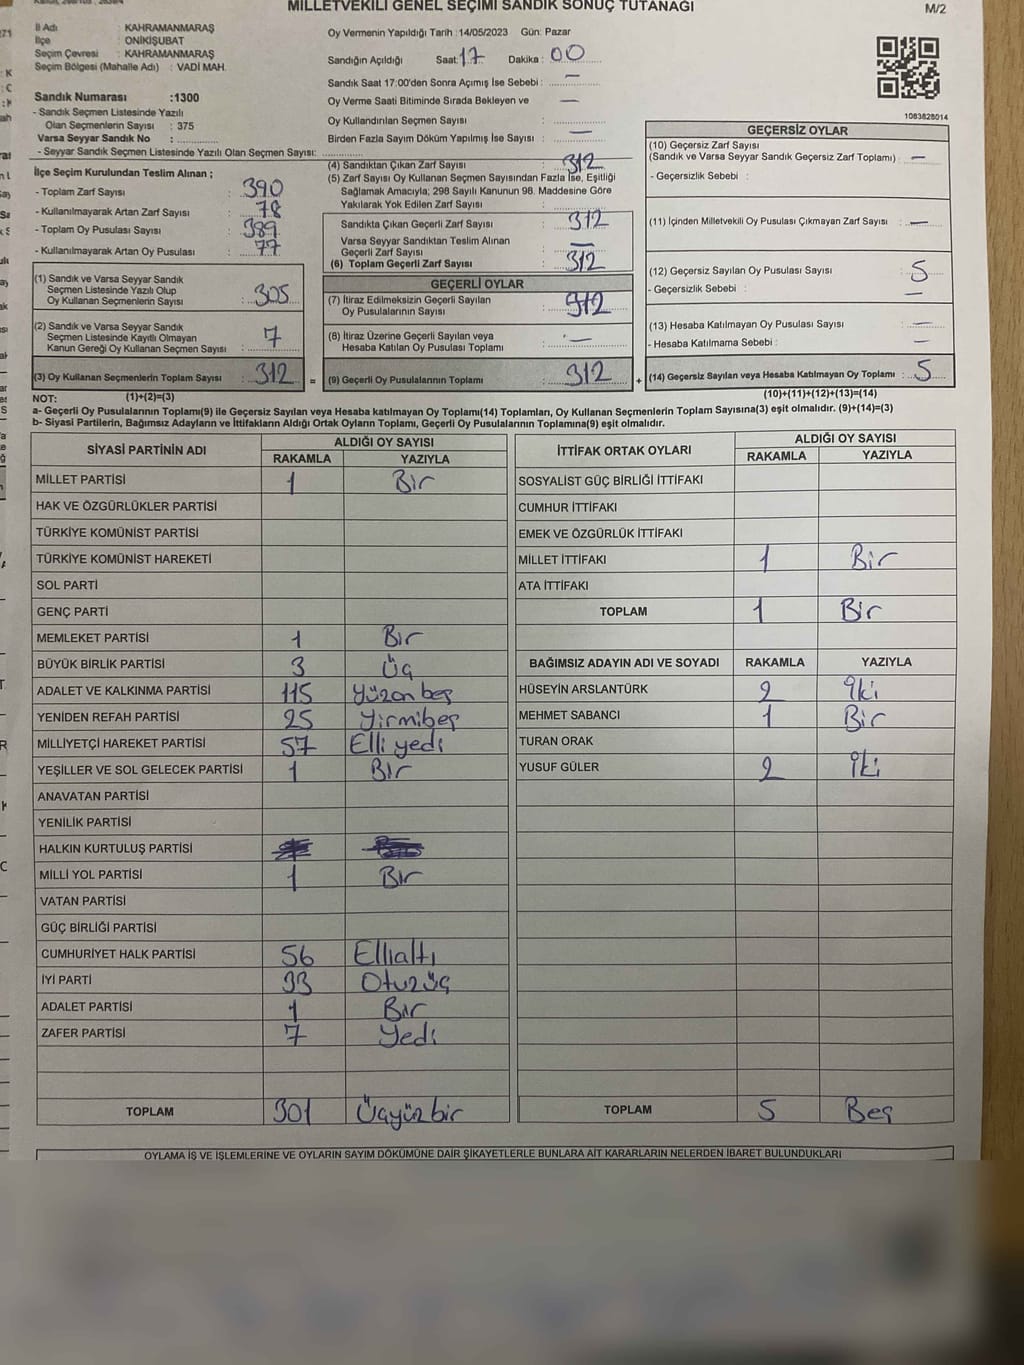 MİLLETVEKİLİ GENEL SEÇİMİ SANDIK SONUÇ TUTANAĞI
M/2
İl Adı : KAHRAMANMARAŞ
İlçe : ONİKİŞUBAT
Seçim Çevresi : KAHRAMANMARAŞ
Seçim Bölgesi (Mahalle Adı) : VADİ MAH.
Sandık Numarası :1300
- Sandık Seçmen Listesinde Yazılı
Olan Seçmenlerin Sayısı : 375
Varsa Seyyar Sandık No :
- Seyyar Sandık Seçmen Listesinde Yazılı Olan Seçmen Sayısı:
Oy Vermenin Yapıldığı Tarih :14/05/2023 Gün: Pazar
Sandığın Açıldığı Saat: 17 Dakika : 00
Sandık Saat 17:00'den Sonra Açımış İse Sebebi : —
Oy Verme Saati Bitiminde Sırada Bekleyen ve —
Oy Kullandırılan Seçmen Sayısı :
Birden Fazla Sayım Döküm Yapılmış İse Sayısı : —
1083828014
İlçe Seçim Kurulundan Teslim Alınan ;
- Toplam Zarf Sayısı : 390
- Kullanılmayarak Artan Zarf Sayısı : 78
- Toplam Oy Pusulası Sayısı : 389
- Kullanılmayarak Artan Oy Pusulası : 77
(4) Sandıktan Çıkan Zarf Sayısı : 312
(5) Zarf Sayısı Oy Kullanan Seçmen Sayısından Fazla İse, Eşitliği
Sağlamak Amacıyla; 298 Sayılı Kanunun 98. Maddesine Göre
Yakılarak Yok Edilen Zarf Sayısı :
Sandıkta Çıkan Geçerli Zarf Sayısı : 312
Varsa Seyyar Sandıktan Teslim Alınan
Geçerli Zarf Sayısı : —
(6) Toplam Geçerli Zarf Sayısı : 312
GEÇERSİZ OYLAR
(10) Geçersiz Zarf Sayısı
(Sandık ve Varsa Seyyar Sandık Geçersiz Zarf Toplamı) : —
- Geçersizlik Sebebi :
(11) İçinden Milletvekili Oy Pusulası Çıkmayan Zarf Sayısı : —
(12) Geçersiz Sayılan Oy Pusulası Sayısı : 5
- Geçersizlik Sebebi : —
(13) Hesaba Katılmayan Oy Pusulası Sayısı : —
- Hesaba Katılmama Sebebi : —
(1) Sandık ve Varsa Seyyar Sandık
Seçmen Listesinde Yazılı Olup
Oy Kullanan Seçmenlerin Sayısı : 305
(2) Sandık ve Varsa Seyyar Sandık
Seçmen Listesinde Kayıtlı Olmayan
Kanun Gereği Oy Kullanan Seçmen Sayısı : 7
GEÇERLİ OYLAR
(7) İtiraz Edilmeksizin Geçerli Sayılan
Oy Pusulalarının Sayısı : 312
(8) İtiraz Üzerine Geçerli Sayılan veya
Hesaba Katılan Oy Pusulası Toplamı : —
(3) Oy Kullanan Seçmenlerin Toplam Sayısı : 312 = (9) Geçerli Oy Pusulalarının Toplamı : 312 + (14) Geçersiz Sayılan veya Hesaba Katılmayan Oy Toplamı : 5
NOT: (1)+(2)=(3) (10)+(11)+(12)+(13)=(14)
a- Geçerli Oy Pusulalarının Toplamı(9) ile Geçersiz Sayılan veya Hesaba katılmayan Oy Toplamı(14) Toplamları, Oy Kullanan Seçmenlerin Toplam Sayısına(3) eşit olmalıdır. (9)+(14)=(3)
b- Siyasi Partilerin, Bağımsız Adayların ve İttifakların Aldığı Ortak Oyların Toplamı, Geçerli Oy Pusulalarının Toplamına(9) eşit olmalıdır.
SİYASİ PARTİNİN ADI ALDIĞI OY SAYISI
RAKAMLA YAZIYLA
MİLLET PARTİSİ 1 Bir
HAK VE ÖZGÜRLÜKLER PARTİSİ
TÜRKİYE KOMÜNİST PARTİSİ
TÜRKİYE KOMÜNİST HAREKETİ
SOL PARTİ
GENÇ PARTİ
MEMLEKET PARTİSİ 1 Bir
BÜYÜK BİRLİK PARTİSİ 3 Üç
ADALET VE KALKINMA PARTİSİ 115 Yüzonbeş
YENİDEN REFAH PARTİSİ 25 Yirmibeş
MİLLİYETÇİ HAREKET PARTİSİ 57 Elli yedi
YEŞİLLER VE SOL GELECEK PARTİSİ 1 Bir
ANAVATAN PARTİSİ
YENİLİK PARTİSİ
HALKIN KURTULUŞ PARTİSİ
MİLLİ YOL PARTİSİ 1 Bir
VATAN PARTİSİ
GÜÇ BİRLİĞİ PARTİSİ
CUMHURİYET HALK PARTİSİ 56 Ellialtı
İYİ PARTİ 33 Otuzüç
ADALET PARTİSİ 1 Bir
ZAFER PARTİSİ 7 Yedi
TOPLAM 301 Üçyüzbir
İTTİFAK ORTAK OYLARI ALDIĞI OY SAYISI
RAKAMLA YAZIYLA
SOSYALİST GÜÇ BİRLİĞİ İTTİFAKI
CUMHUR İTTİFAKI
EMEK VE ÖZGÜRLÜK İTTİFAKI
MİLLET İTTİFAKI 1 Bir
ATA İTTİFAKI
TOPLAM 1 Bir
BAĞIMSIZ ADAYIN ADI VE SOYADI RAKAMLA YAZIYLA
HÜSEYİN ARSLANTÜRK 2 İki
MEHMET SABANCI 1 Bir
TURAN ORAK
YUSUF GÜLER 2 İki
TOPLAM 5 Beş
OYLAMA İŞ VE İŞLEMLERİNE VE OYLARIN SAYIM DÖKÜMÜNE DAİR ŞİKAYETLERLE BUNLARA AİT KARARLARIN NELERDEN İBARET BULUNDUKLARI